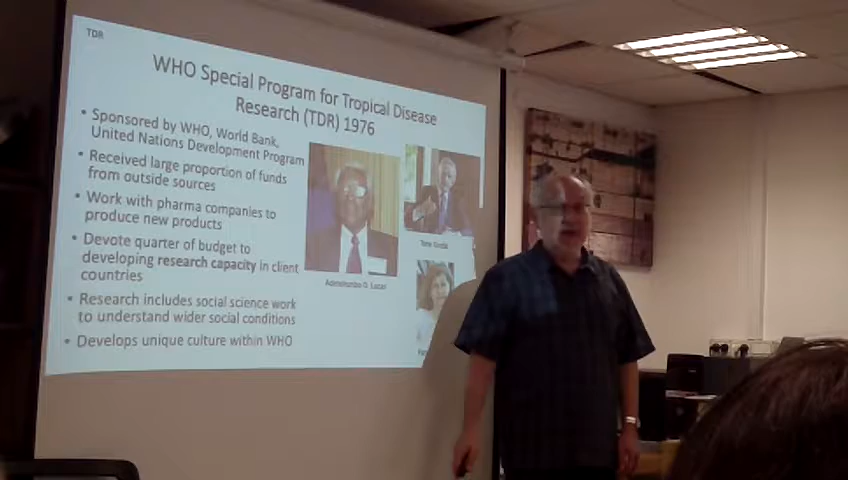 TDR
WHO Special Program for Tropical Disease
Research (TDR) 1976
• Sponsored by WHO, World Bank,
United Nations Development Program
• Received large proportion of funds
from outside sources
• Work with pharma companies to
produce new products
• Devote quarter of budget to
developing research capacity in client
countries
• Research includes social science work
to understand wider social conditions
• Develops unique culture within WHO
Lucas
Tore